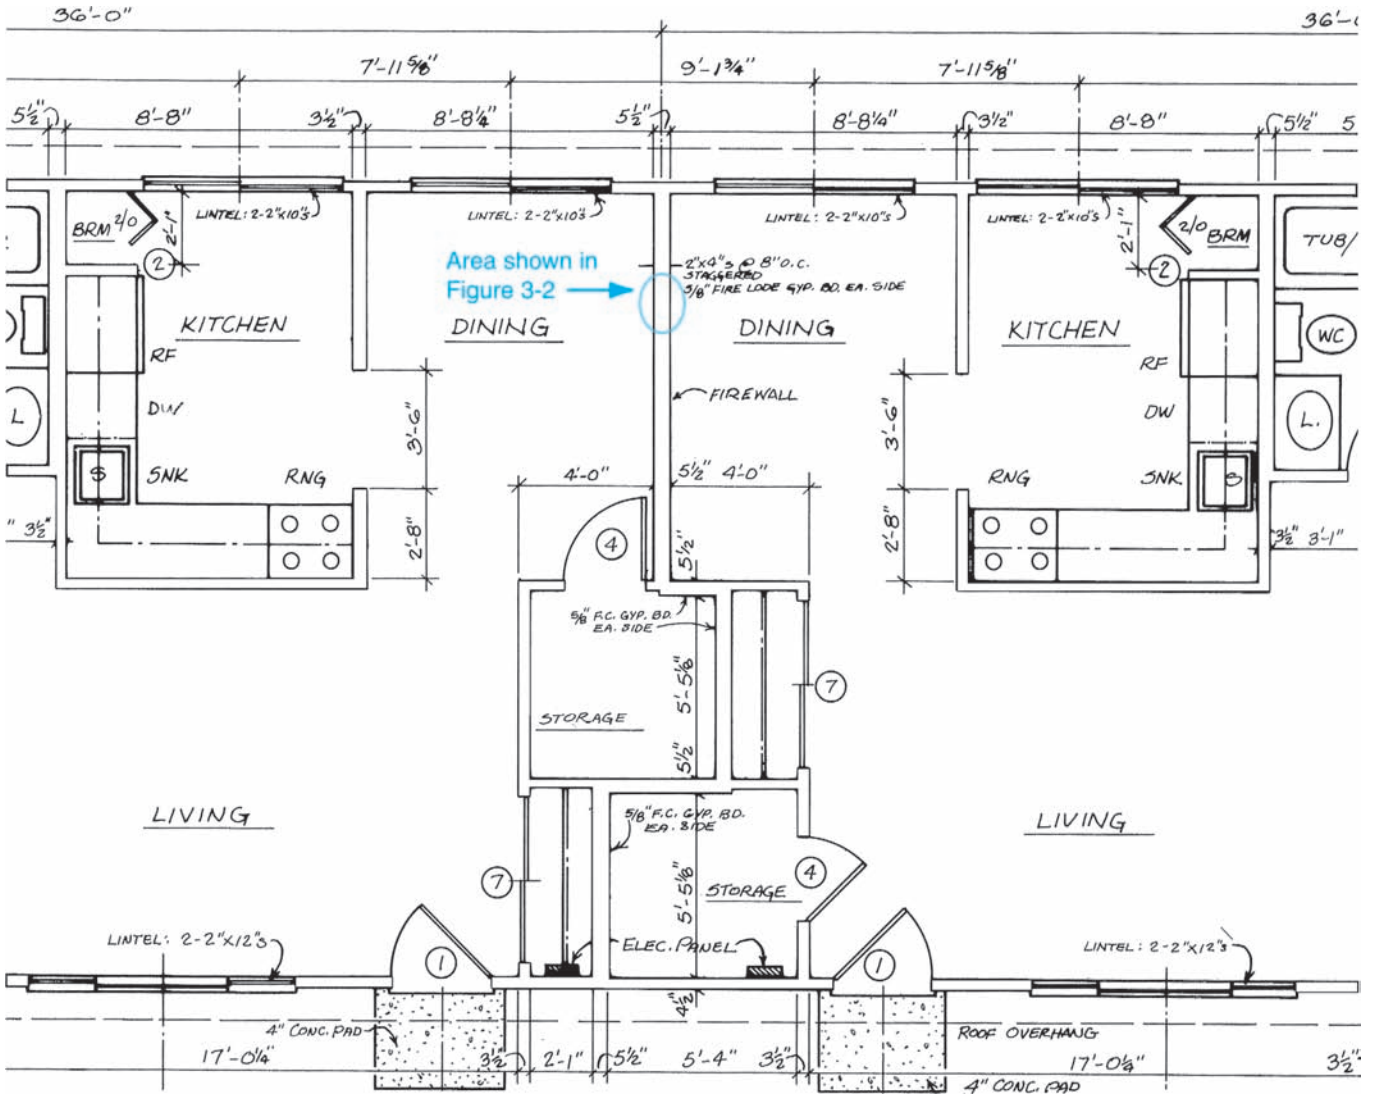 36'-0"
7'-11 5/8"
9'-1 3/4"
7'-11 5/8"
5 1/2"
8'-8"
3 1/2"
8'-8 1/4"
5 1/2"
8'-8 1/4"
3 1/2"
8'-8"
5 1/2"
5
LINTEL: 2-2"X10'S
LINTEL: 2-2"X10'S
LINTEL: 2-2"X10"S
LINTEL: 2-2"X10'S
BRM 2/0
2'-1"
2
2'-1"
2/0 BRM
2
TUB/
Area shown in
Figure 3-2
2"X4"s @ 8" O.C.
STAGGERED
5/8" FIRE CODE GYP. BD. EA. SIDE
KITCHEN
DINING
DINING
KITCHEN
RF
RF
WC
FIREWALL
L
DW
3'-6"
3'-6"
DW
L.
S
SNK
RNG
4'-0"
5 1/2"
4'-0"
RNG
SNK
S
" 3 1/2"
2'-8"
4
5 1/2"
2'-8"
3 1/2"
3'-1"
5/8" F.C. GYP. BD.
EA. SIDE
5'-5 1/8"
7
STORAGE
5 1/2"
LIVING
5/8" F.C. GYP. BD.
EA. SIDE
LIVING
7
5'-5 1/8"
STORAGE
4
LINTEL: 2-2"X12"s
1
ELEC. PANEL
1
LINTEL: 2-2"X12"s
4" CONC. PAD
4 1/2"
ROOF OVERHANG
17'-0 1/4"
3 1/2"
2'-1"
5 1/2"
5'-4"
3 1/2"
17'-0 1/4"
3 1/2"
4" CONC. PAD